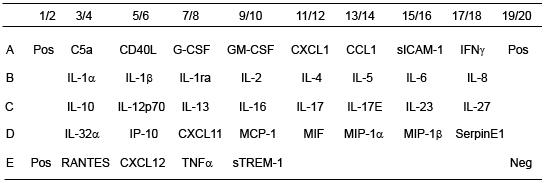 1/2 3/4 5/6 7/8 9/10 11/12 13/14 15/16 17/18 19/20
A Pos C5a CD40L G-CSF GM-CSF CXCL1 CCL1 sICAM-1 IFNγ Pos
B IL-1α IL-1β IL-1ra IL-2 IL-4 IL-5 IL-6 IL-8
C IL-10 IL-12p70 IL-13 IL-16 IL-17 IL-17E IL-23 IL-27
D IL-32α IP-10 CXCL11 MCP-1 MIF MIP-1α MIP-1β SerpinE1
E Pos RANTES CXCL12 TNFα sTREM-1 Neg